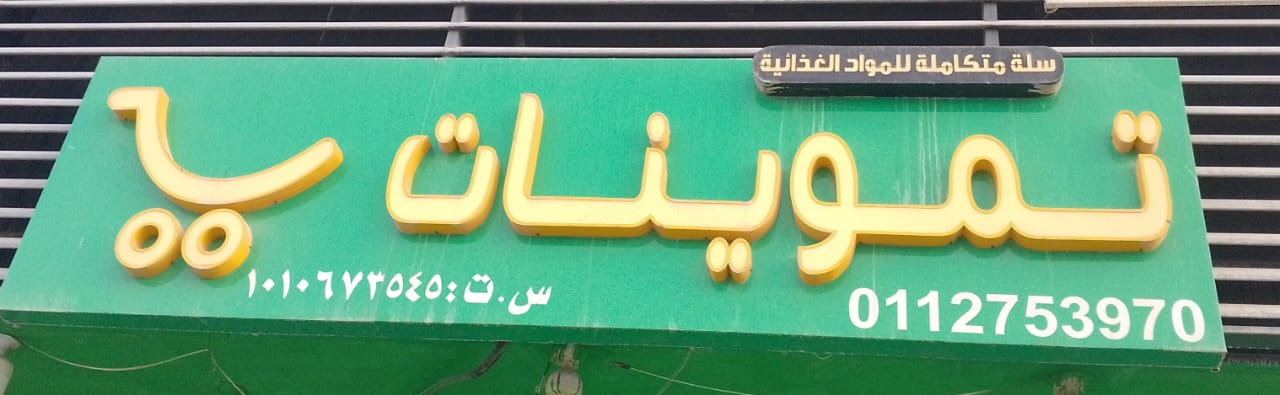 سلة متكاملة للمواد الغذائية
تموينات
س.ت:١٠١٠٦٧٣٥٤٥
0112753970